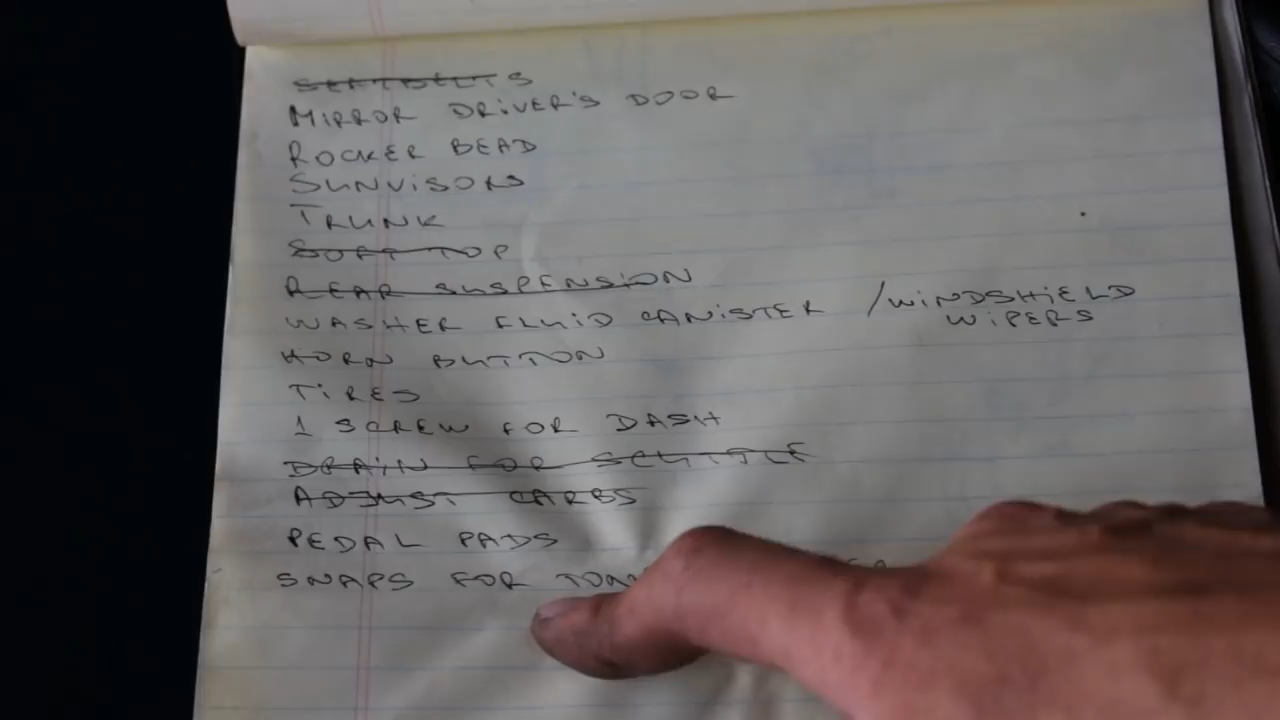 SEATBELTS
MIRROR DRIVER'S DOOR
ROCKER BEAD
SUNVISORS
TRUNK
SOFT TOP
REAR SUSPENSION
WASHER FLUID CANISTER /WINDSHIELD
WIPERS
HORN BUTTON
TIRES
1 SCREW FOR DASH
DRAIN FOR SCUTTLE
ADJUST CARBS
PEDAL PADS
SNAPS FOR